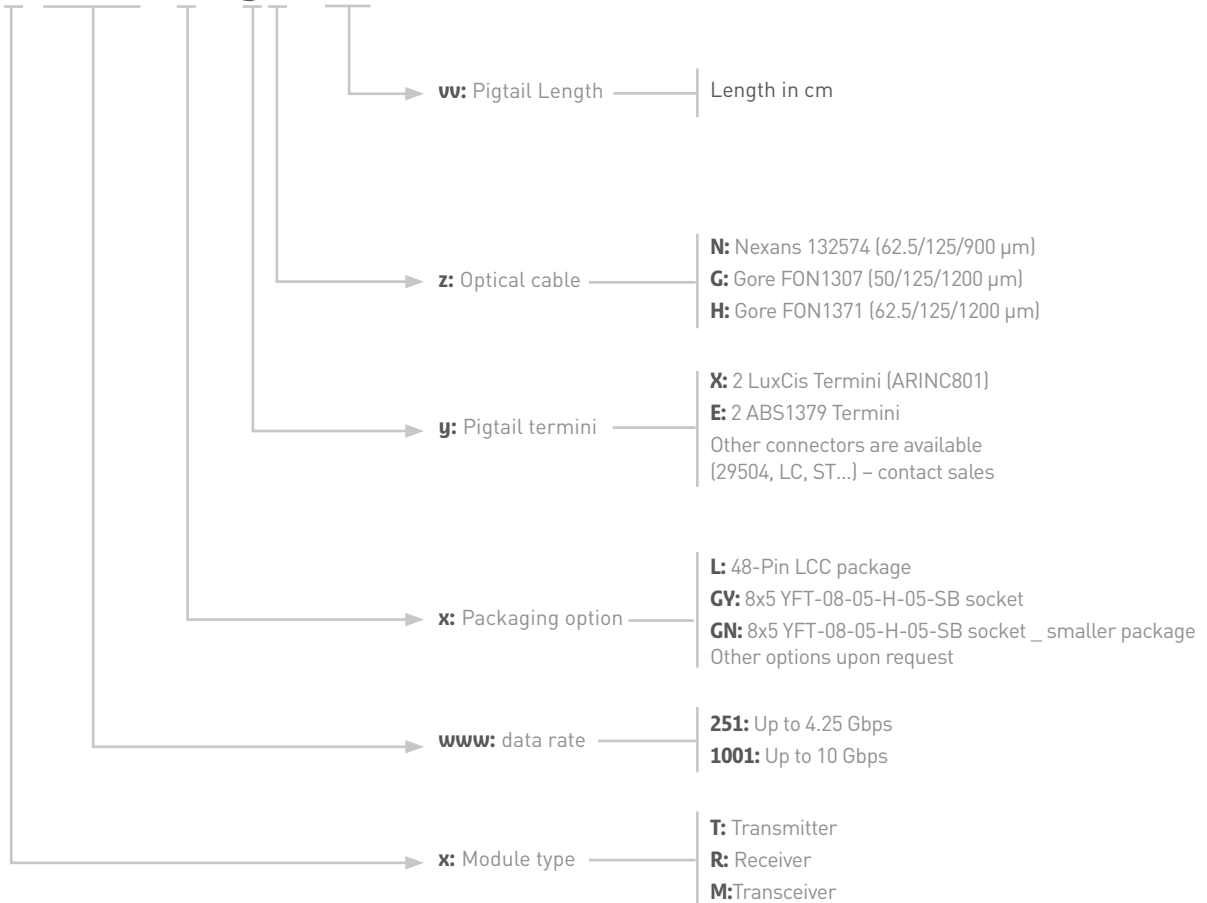 vv: Pigtail Length
Length in cm
z: Optical cable
N: Nexans 132574 (62.5/125/900 µm)
G: Gore FON1307 (50/125/1200 µm)
H: Gore FON1371 (62.5/125/1200 µm)
y: Pigtail termini
X: 2 LuxCis Termini (ARINC801)
E: 2 ABS1379 Termini
Other connectors are available
(29504, LC, ST...) – contact sales
x: Packaging option
L: 48-Pin LCC package
GY: 8x5 YFT-08-05-H-05-SB socket
GN: 8x5 YFT-08-05-H-05-SB socket _ smaller package
Other options upon request
www: data rate
251: Up to 4.25 Gbps
1001: Up to 10 Gbps
x: Module type
T: Transmitter
R: Receiver
M:Transceiver